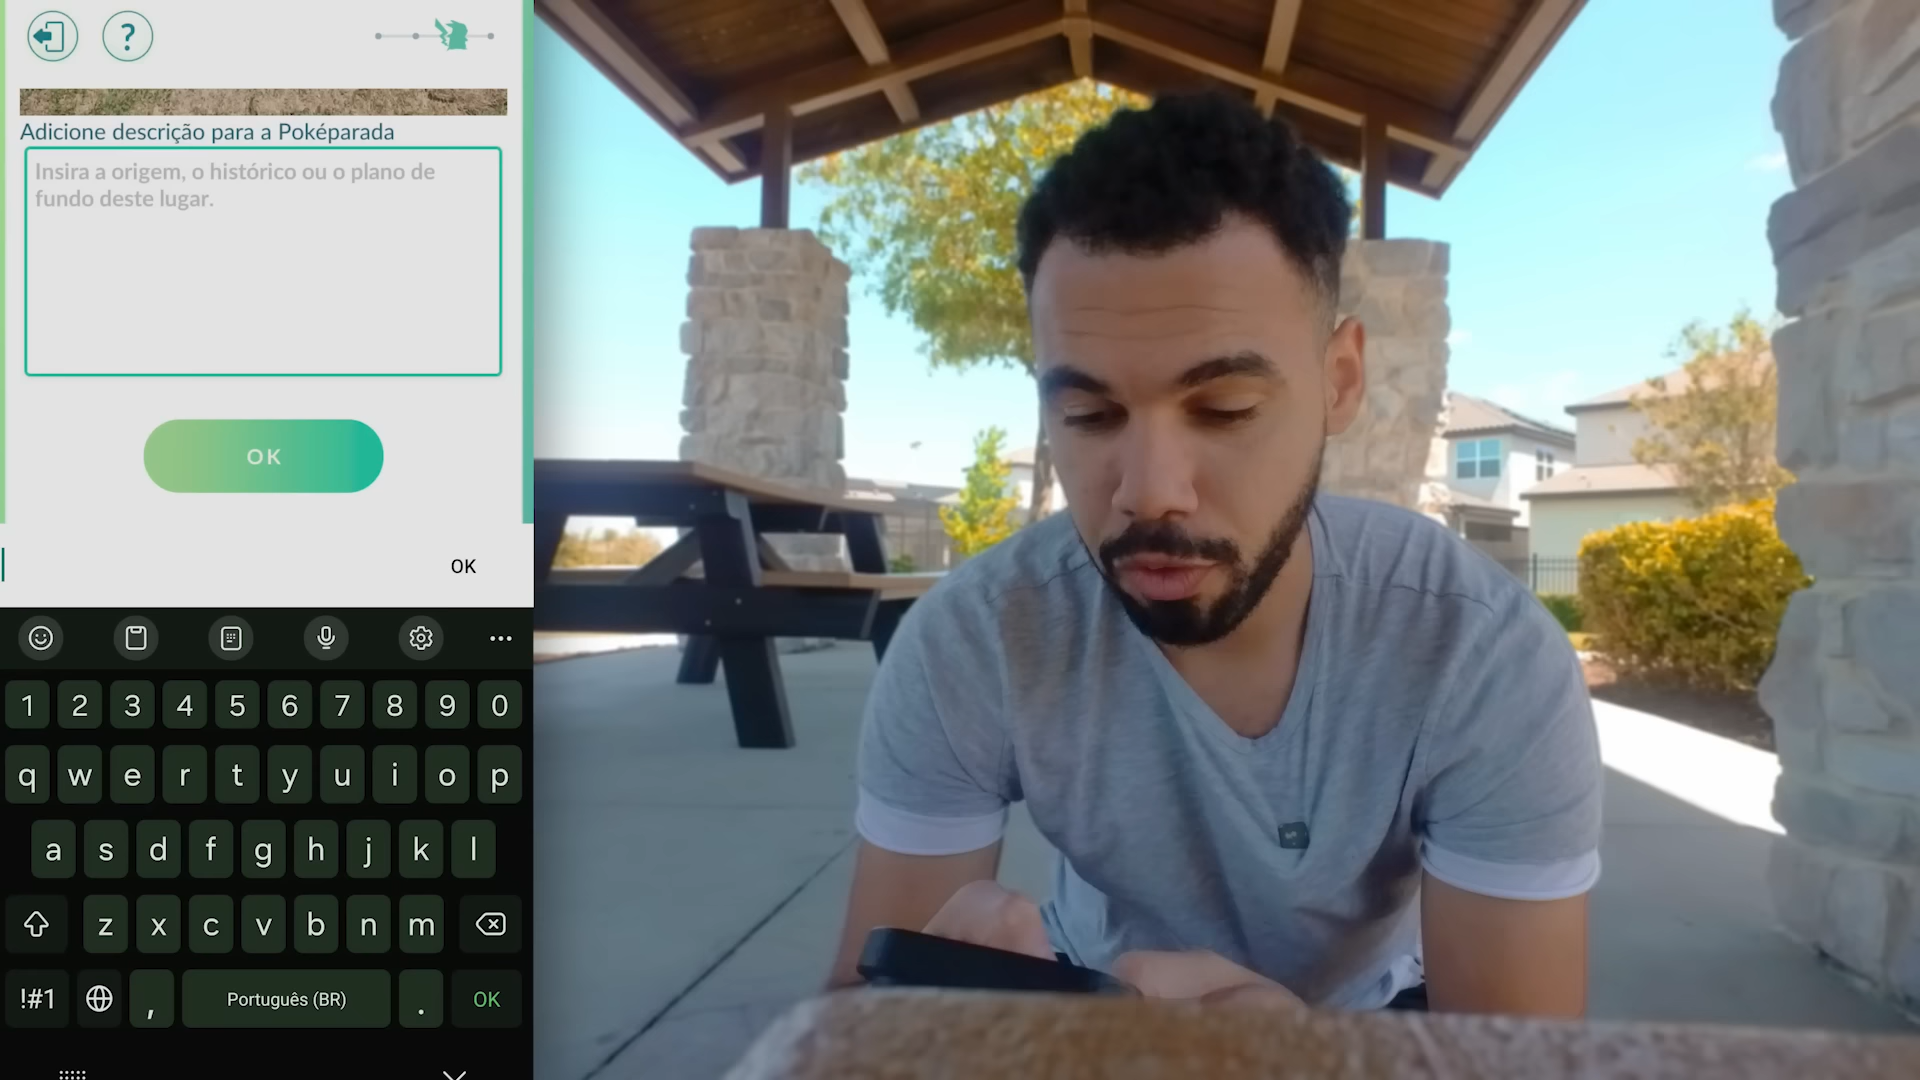 ?
Adicione descrição para a Poképarada
Insira a origem, o histórico ou o plano de
fundo deste lugar.
OK
OK
1 2 3 4 5 6 7 8 9 0
q w e r t y u i o p
a s d f g h j k l
z x c v b n m
!#1 , Português (BR) . OK